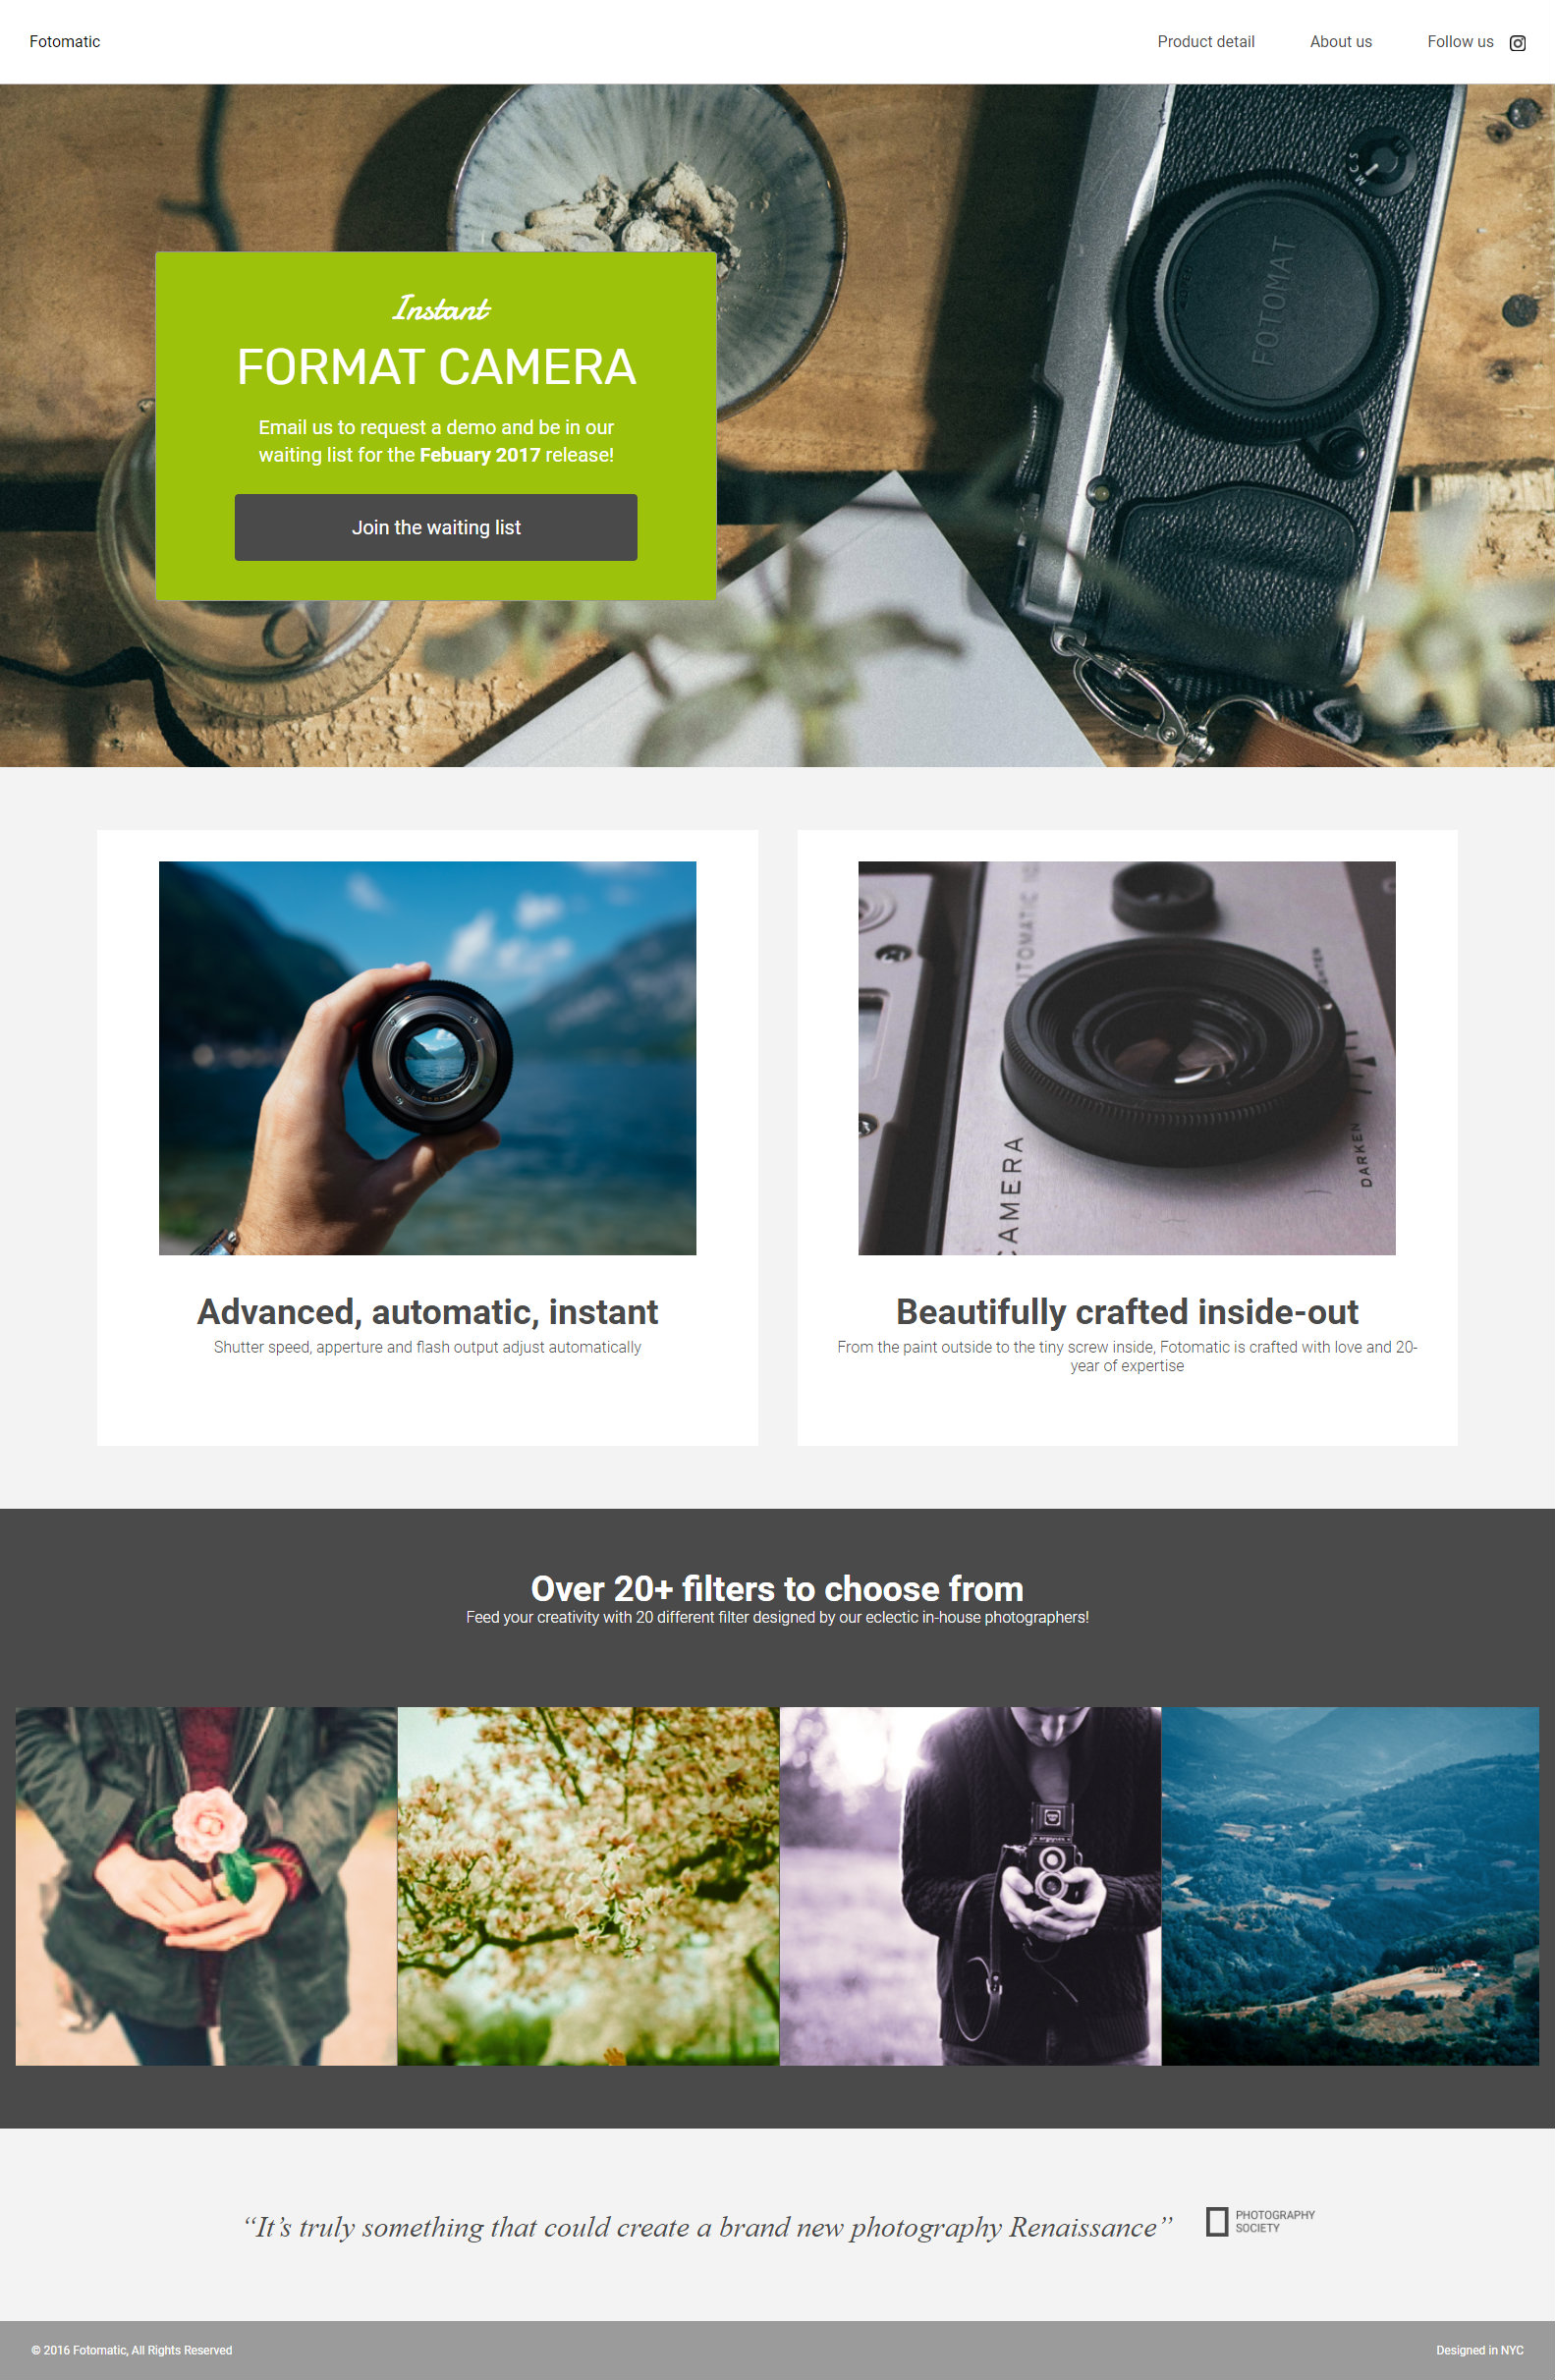 Fotomatic
Product detail
About us
Follow us
M C S
FOTOMAT
Instant
FORMAT CAMERA
Email us to request a demo and be in our
waiting list for the Febuary 2017 release!
Join the waiting list
CAMERA
DARKEN
Advanced, automatic, instant
Shutter speed, apperture and flash output adjust automatically
Beautifully crafted inside-out
From the paint outside to the tiny screw inside, Fotomatic is crafted with love and 20-
year of expertise
Over 20+ filters to choose from
Feed your creativity with 20 different filter designed by our eclectic in-house photographers!
“It’s truly something that could create a brand new photography Renaissance”
PHOTOGRAPHY
SOCIETY
© 2016 Fotomatic, All Rights Reserved
Designed in NYC